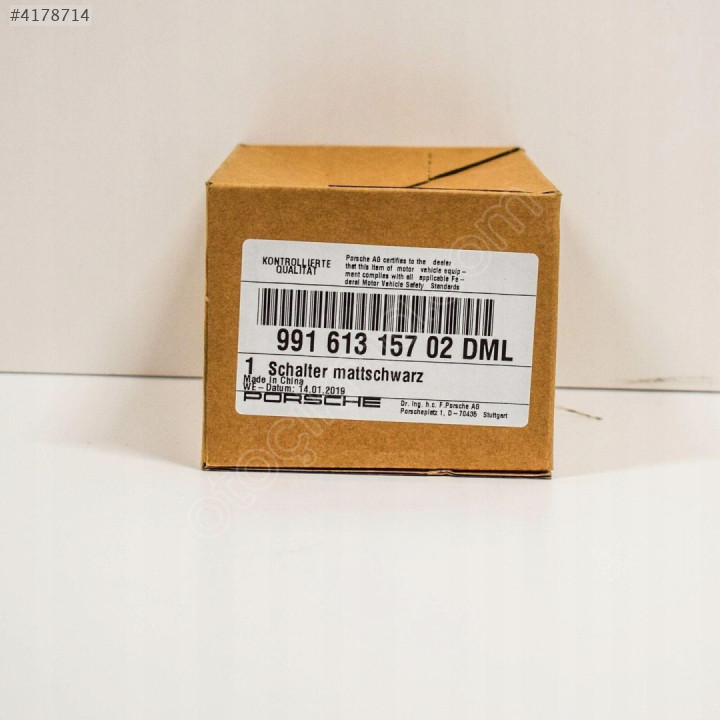 #4178714
KONTROLLIERTE
QUALITÄT
Porsche AG certifies to the dealer
that this item of motor vehicle equip-
ment complies with all applicable Fe-
deral Motor Vehicle Safety Standards
991 613 157 02 DML
1 Schalter mattschwarz
Made in China
WE-Datum: 14.01.2019
PORSCHE
Dr. Ing. h.c. F.Porsche AG
Porscheplatz 1, D-70435 Stuttgart